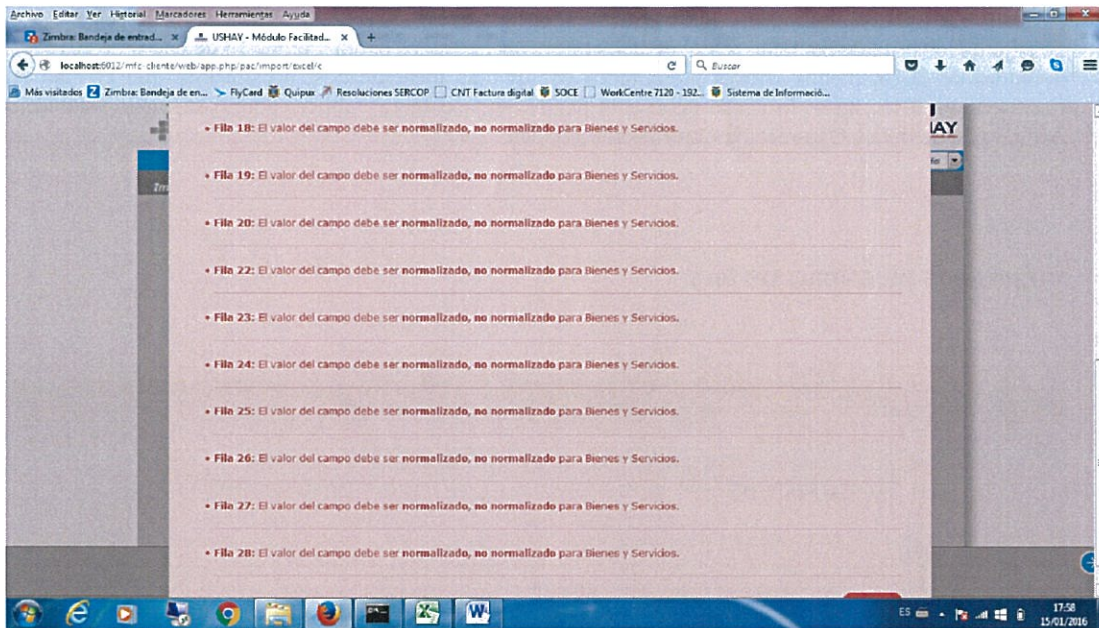 Archivo Editar Ver Historial Marcadores Herramientas Ayuda
Zimbra: Bandeja de entrad... × USHAY - Módulo Facilitad... × +
localhost:6012/mfc-cliente/web/app.php/pac/import/excel/c Buscar
Más visitados Zimbra: Bandeja de en... FlyCard Quipux Resoluciones SERCOP CNT Factura digital SOCE WorkCentre 7120 - 192... Sistema de Informació...
AY
• Fila 18: El valor del campo debe ser normalizado, no normalizado para Bienes y Servicios.
• Fila 19: El valor del campo debe ser normalizado, no normalizado para Bienes y Servicios.
• Fila 20: El valor del campo debe ser normalizado, no normalizado para Bienes y Servicios.
• Fila 22: El valor del campo debe ser normalizado, no normalizado para Bienes y Servicios.
• Fila 23: El valor del campo debe ser normalizado, no normalizado para Bienes y Servicios.
• Fila 24: El valor del campo debe ser normalizado, no normalizado para Bienes y Servicios.
• Fila 25: El valor del campo debe ser normalizado, no normalizado para Bienes y Servicios.
• Fila 26: El valor del campo debe ser normalizado, no normalizado para Bienes y Servicios.
• Fila 27: El valor del campo debe ser normalizado, no normalizado para Bienes y Servicios.
• Fila 28: El valor del campo debe ser normalizado, no normalizado para Bienes y Servicios.
ES 17:58
15/01/2016